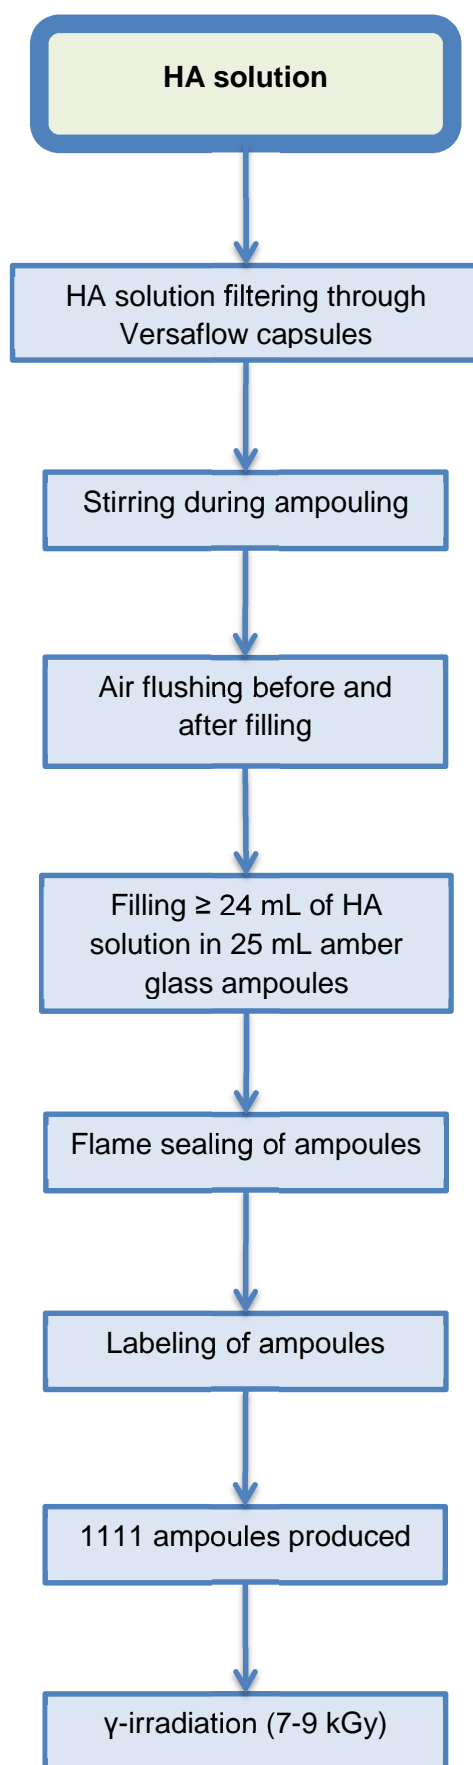 HA solution
HA solution filtering through
Versaflow capsules
Stirring during ampouling
Air flushing before and
after filling
Filling ≥ 24 mL of HA
solution in 25 mL amber
glass ampoules
Flame sealing of ampoules
Labeling of ampoules
1111 ampoules produced
γ-irradiation (7-9 kGy)